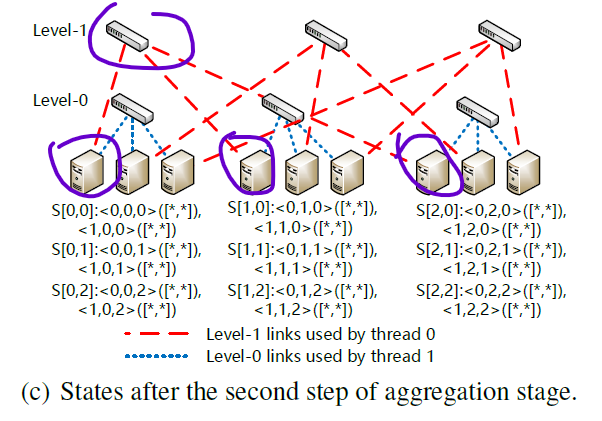 Level-1
Level-0
S[0,0]:<0,0,0>([*,*]),
<1,0,0>([*,*])
S[0,1]:<0,0,1>([*,*]),
<1,0,1>([*,*])
S[0,2]:<0,0,2>([*,*]),
<1,0,2>([*,*])
S[1,0]:<0,1,0>([*,*]),
<1,1,0>([*,*])
S[1,1]:<0,1,1>([*,*]),
<1,1,1>([*,*])
S[1,2]:<0,1,2>([*,*]),
<1,1,2>([*,*])
S[2,0]:<0,2,0>([*,*]),
<1,2,0>([*,*])
S[2,1]:<0,2,1>([*,*]),
<1,2,1>([*,*])
S[2,2]:<0,2,2>([*,*]),
<1,2,2>([*,*])
Level-1 links used by thread 0
Level-0 links used by thread 1
(c) States after the second step of aggregation stage.